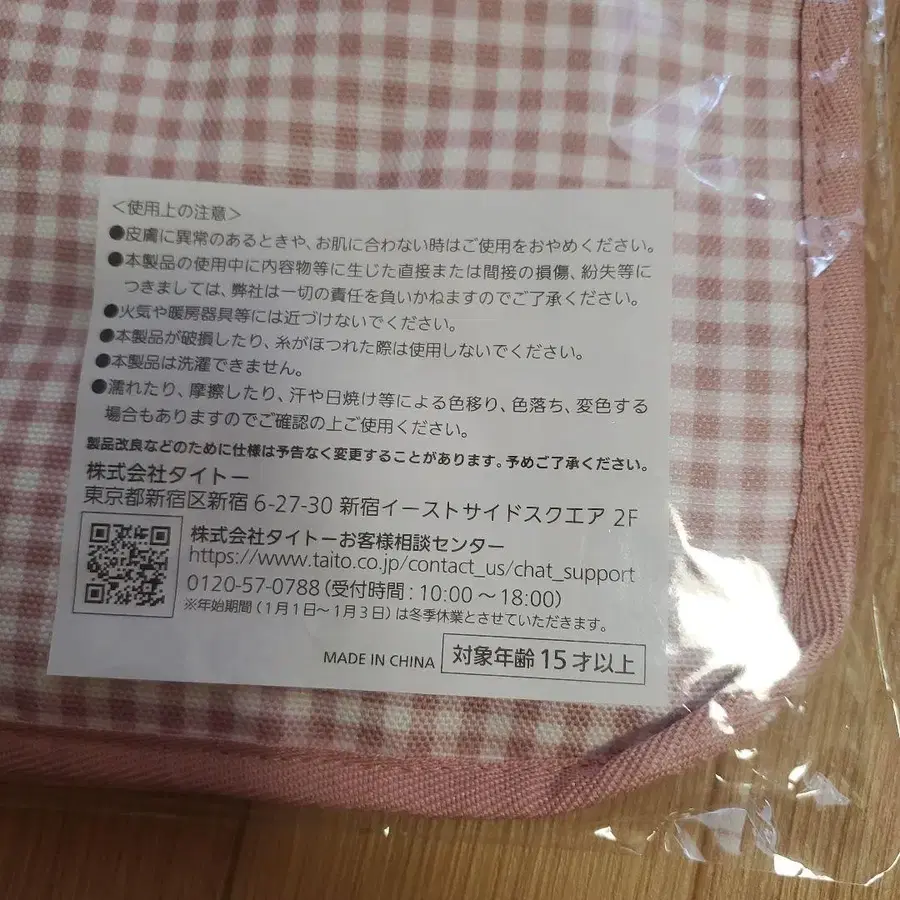 ＜使用上の注意＞
●皮膚に異常のあるときや、お肌に合わない時はご使用をおやめください。
●本製品の使用中に内容物等に生じた直接または間接の損傷、紛失等に
つきましては、弊社は一切の責任を負いかねますのでご了承ください。
●火気や暖房器具等には近づけないでください。
●本製品が破損したり、糸がほつれた際は使用しないでください。
●本製品は洗濯できません。
●濡れたり、摩擦したり、汗や日焼け等による色移り、色落ち、変色する
場合もありますのでご確認の上ご使用ください。
製品改良などのために仕様は予告なく変更することがあります。予めご了承ください。
株式会社タイトー
東京都新宿区新宿 6-27-30 新宿イーストサイドスクエア 2F
株式会社タイトーお客様相談センター
https://www.taito.co.jp/contact_us/chat_support
0120-57-0788（受付時間：10:00～18:00）
※年始期間（1月1日～1月3日）は冬季休業とさせていただきます。
MADE IN CHINA 対象年齢 15 才以上